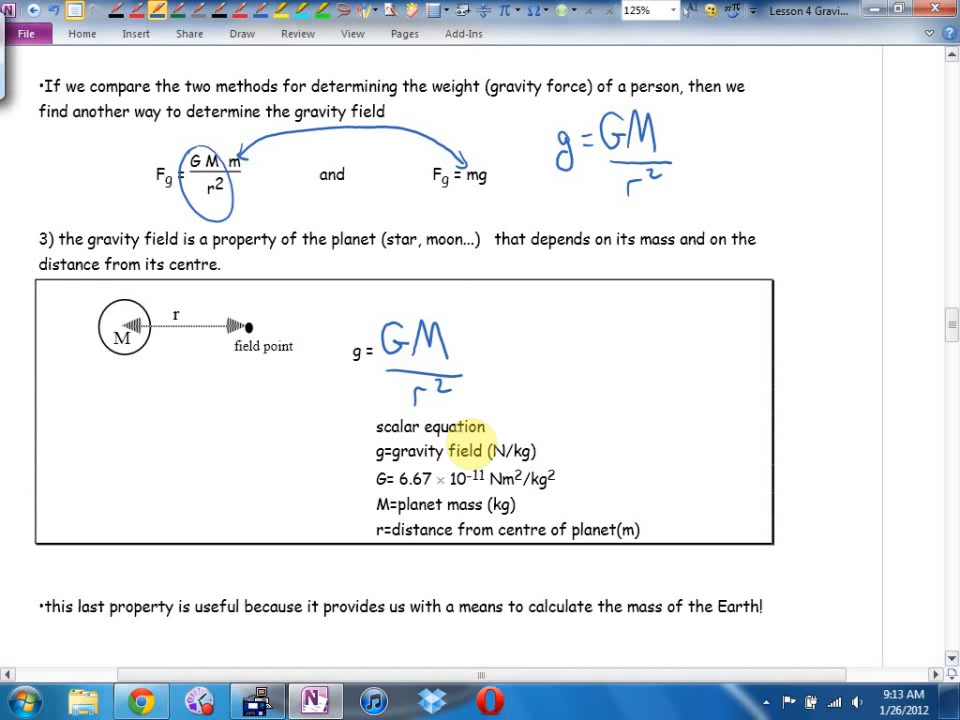 125%
Lesson 4 Gravi...
File Home Insert Share Draw Review View Pages Add-Ins
•If we compare the two methods for determining the weight (gravity force) of a person, then we
find another way to determine the gravity field
Fg = G M m / r2 and Fg = mg
g = GM / r2
3) the gravity field is a property of the planet (star, moon...) that depends on its mass and on the
distance from its centre.
r
M
field point
g = GM / r2
scalar equation
g=gravity field (N/kg)
G= 6.67 × 10-11 Nm2/kg2
M=planet mass (kg)
r=distance from centre of planet(m)
•this last property is useful because it provides us with a means to calculate the mass of the Earth!
9:13 AM
1/26/2012